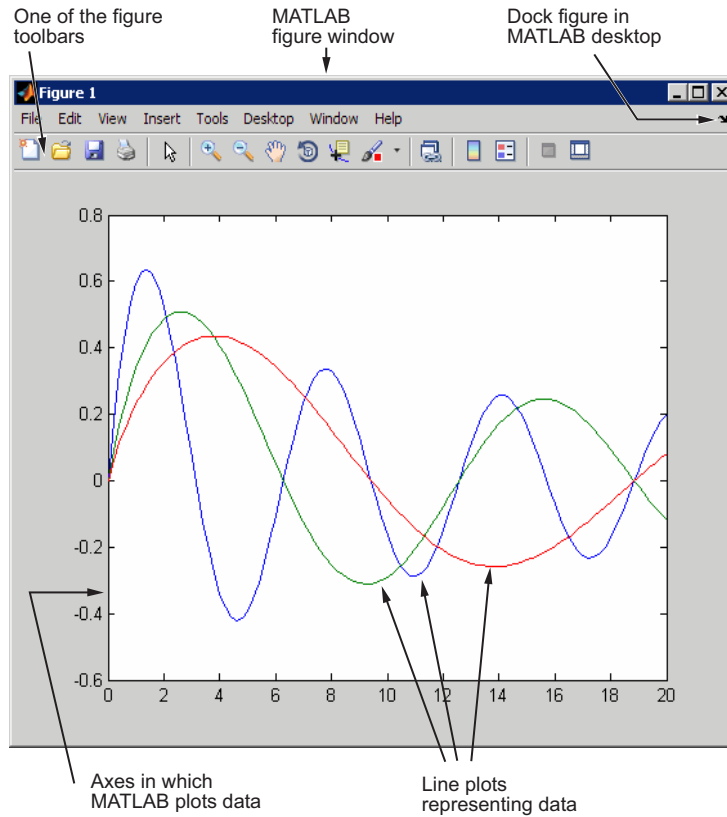 One of the figure
toolbars
MATLAB
figure window
Dock figure in
MATLAB desktop
Figure 1
File Edit View Insert Tools Desktop Window Help
0.8
0.6
0.4
0.2
0
-0.2
-0.4
-0.6
0 2 4 6 8 10 12 14 16 18 20
Axes in which
MATLAB plots data
Line plots
representing data